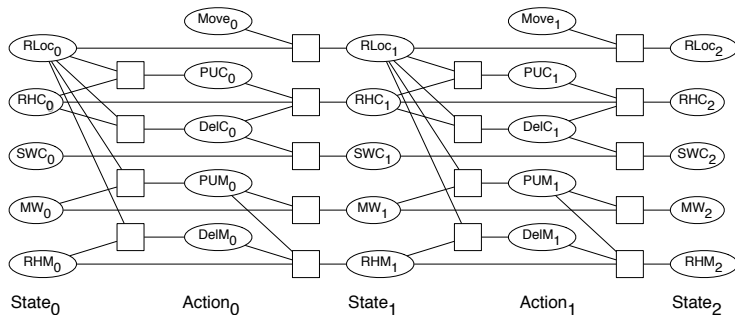 Move₀ Move₁
RLoc₀ RLoc₁ RLoc₂
PUC₀ PUC₁
RHC₀ RHC₁ RHC₂
DelC₀ DelC₁
SWC₀ SWC₁ SWC₂
PUM₀ PUM₁
MW₀ MW₁ MW₂
DelM₀ DelM₁
RHM₀ RHM₁ RHM₂
State₀ Action₀ State₁ Action₁ State₂